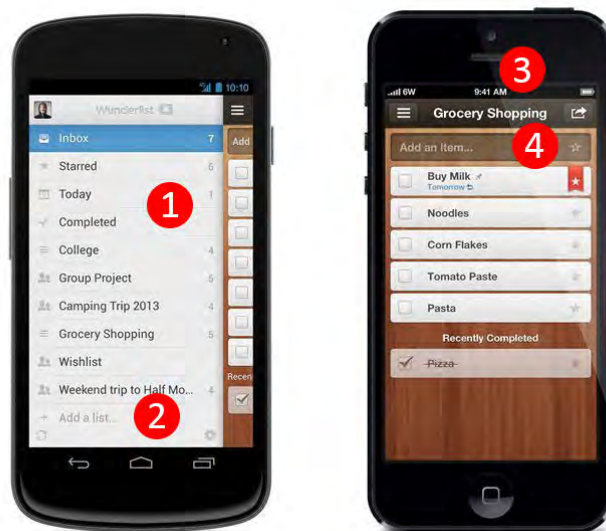 10:10
Wunderlist
Inbox 7
Starred 6
Today 1
Completed
College 4
Group Project 5
Camping Trip 2013 4
Grocery Shopping 5
Wishlist
Weekend trip to Half Mo... 4
Add a list...
Add
Recen
1
2
6W 9:41 AM
Grocery Shopping
Add an Item...
Buy Milk
Tomorrow
Noodles
Corn Flakes
Tomato Paste
Pasta
Recently Completed
Pizza
3
4